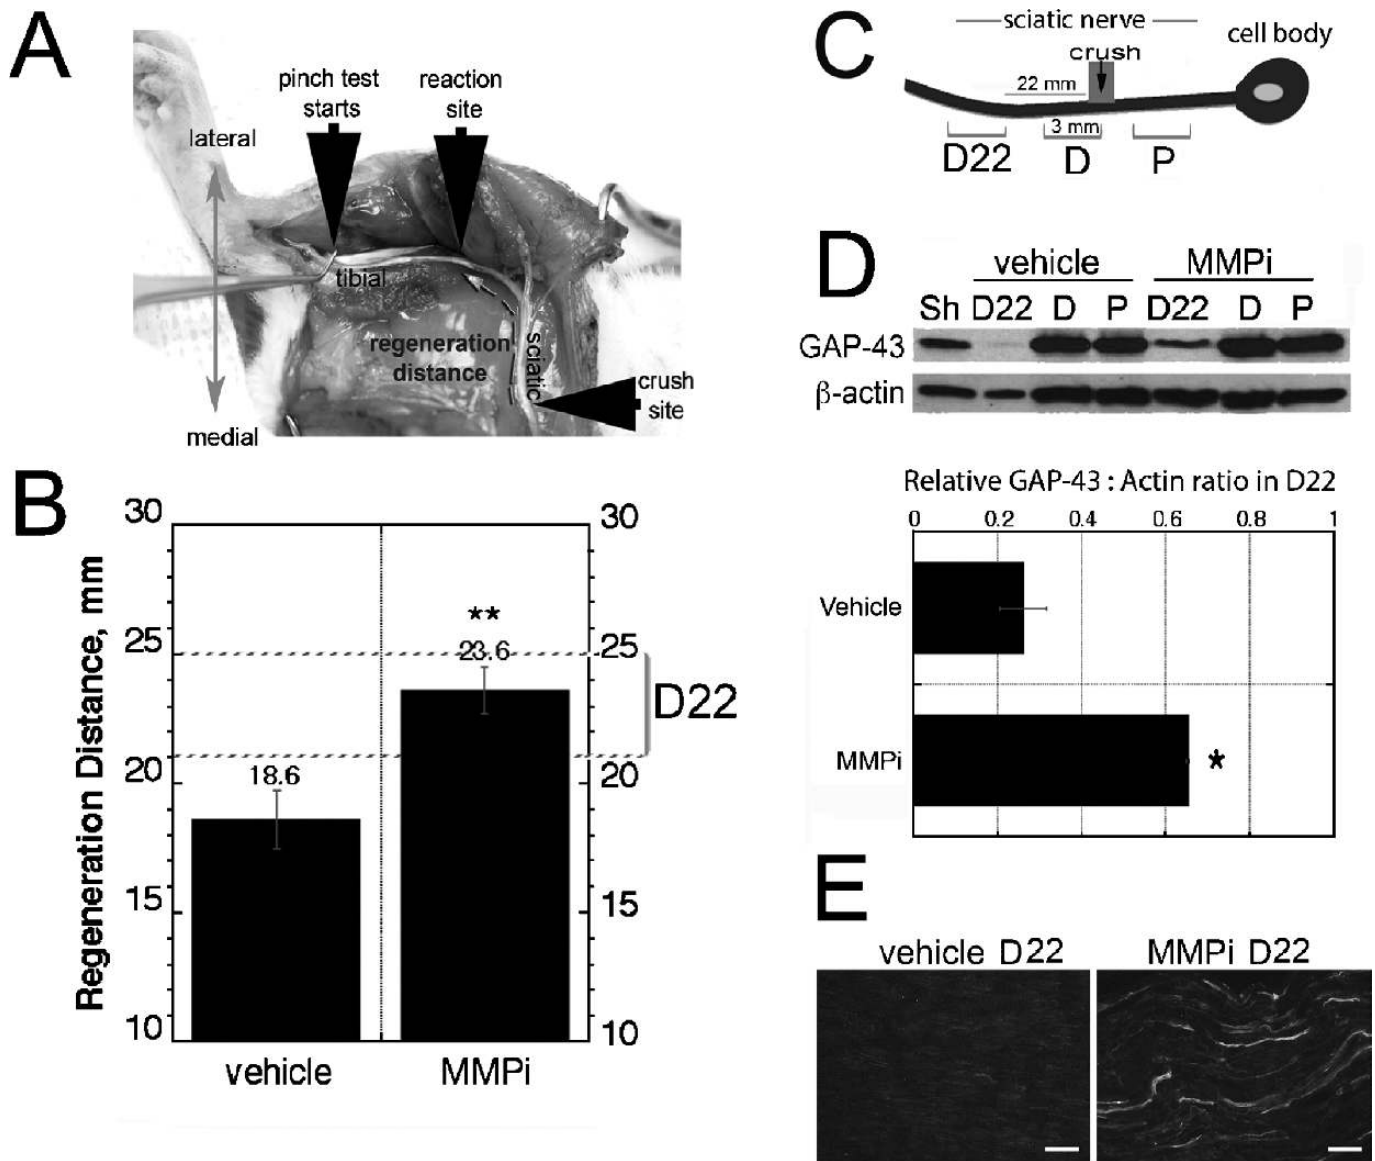 A
pinch test
starts
reaction
site
lateral
tibial
regeneration
distance
sciatic
crush
site
medial
B
Regeneration Distance, mm
30
25
20
15
10
30
25
20
15
10
18.6
**
23.6
D22
vehicle
MMPi
C
sciatic nerve
cell body
crush
22 mm
3 mm
D22
D
P
D
vehicle
MMPi
Sh D22 D P D22 D P
GAP-43
β-actin
Relative GAP-43 : Actin ratio in D22
0 0.2 0.4 0.6 0.8 1
Vehicle
MMPi
*
E
vehicle D22
MMPi D22